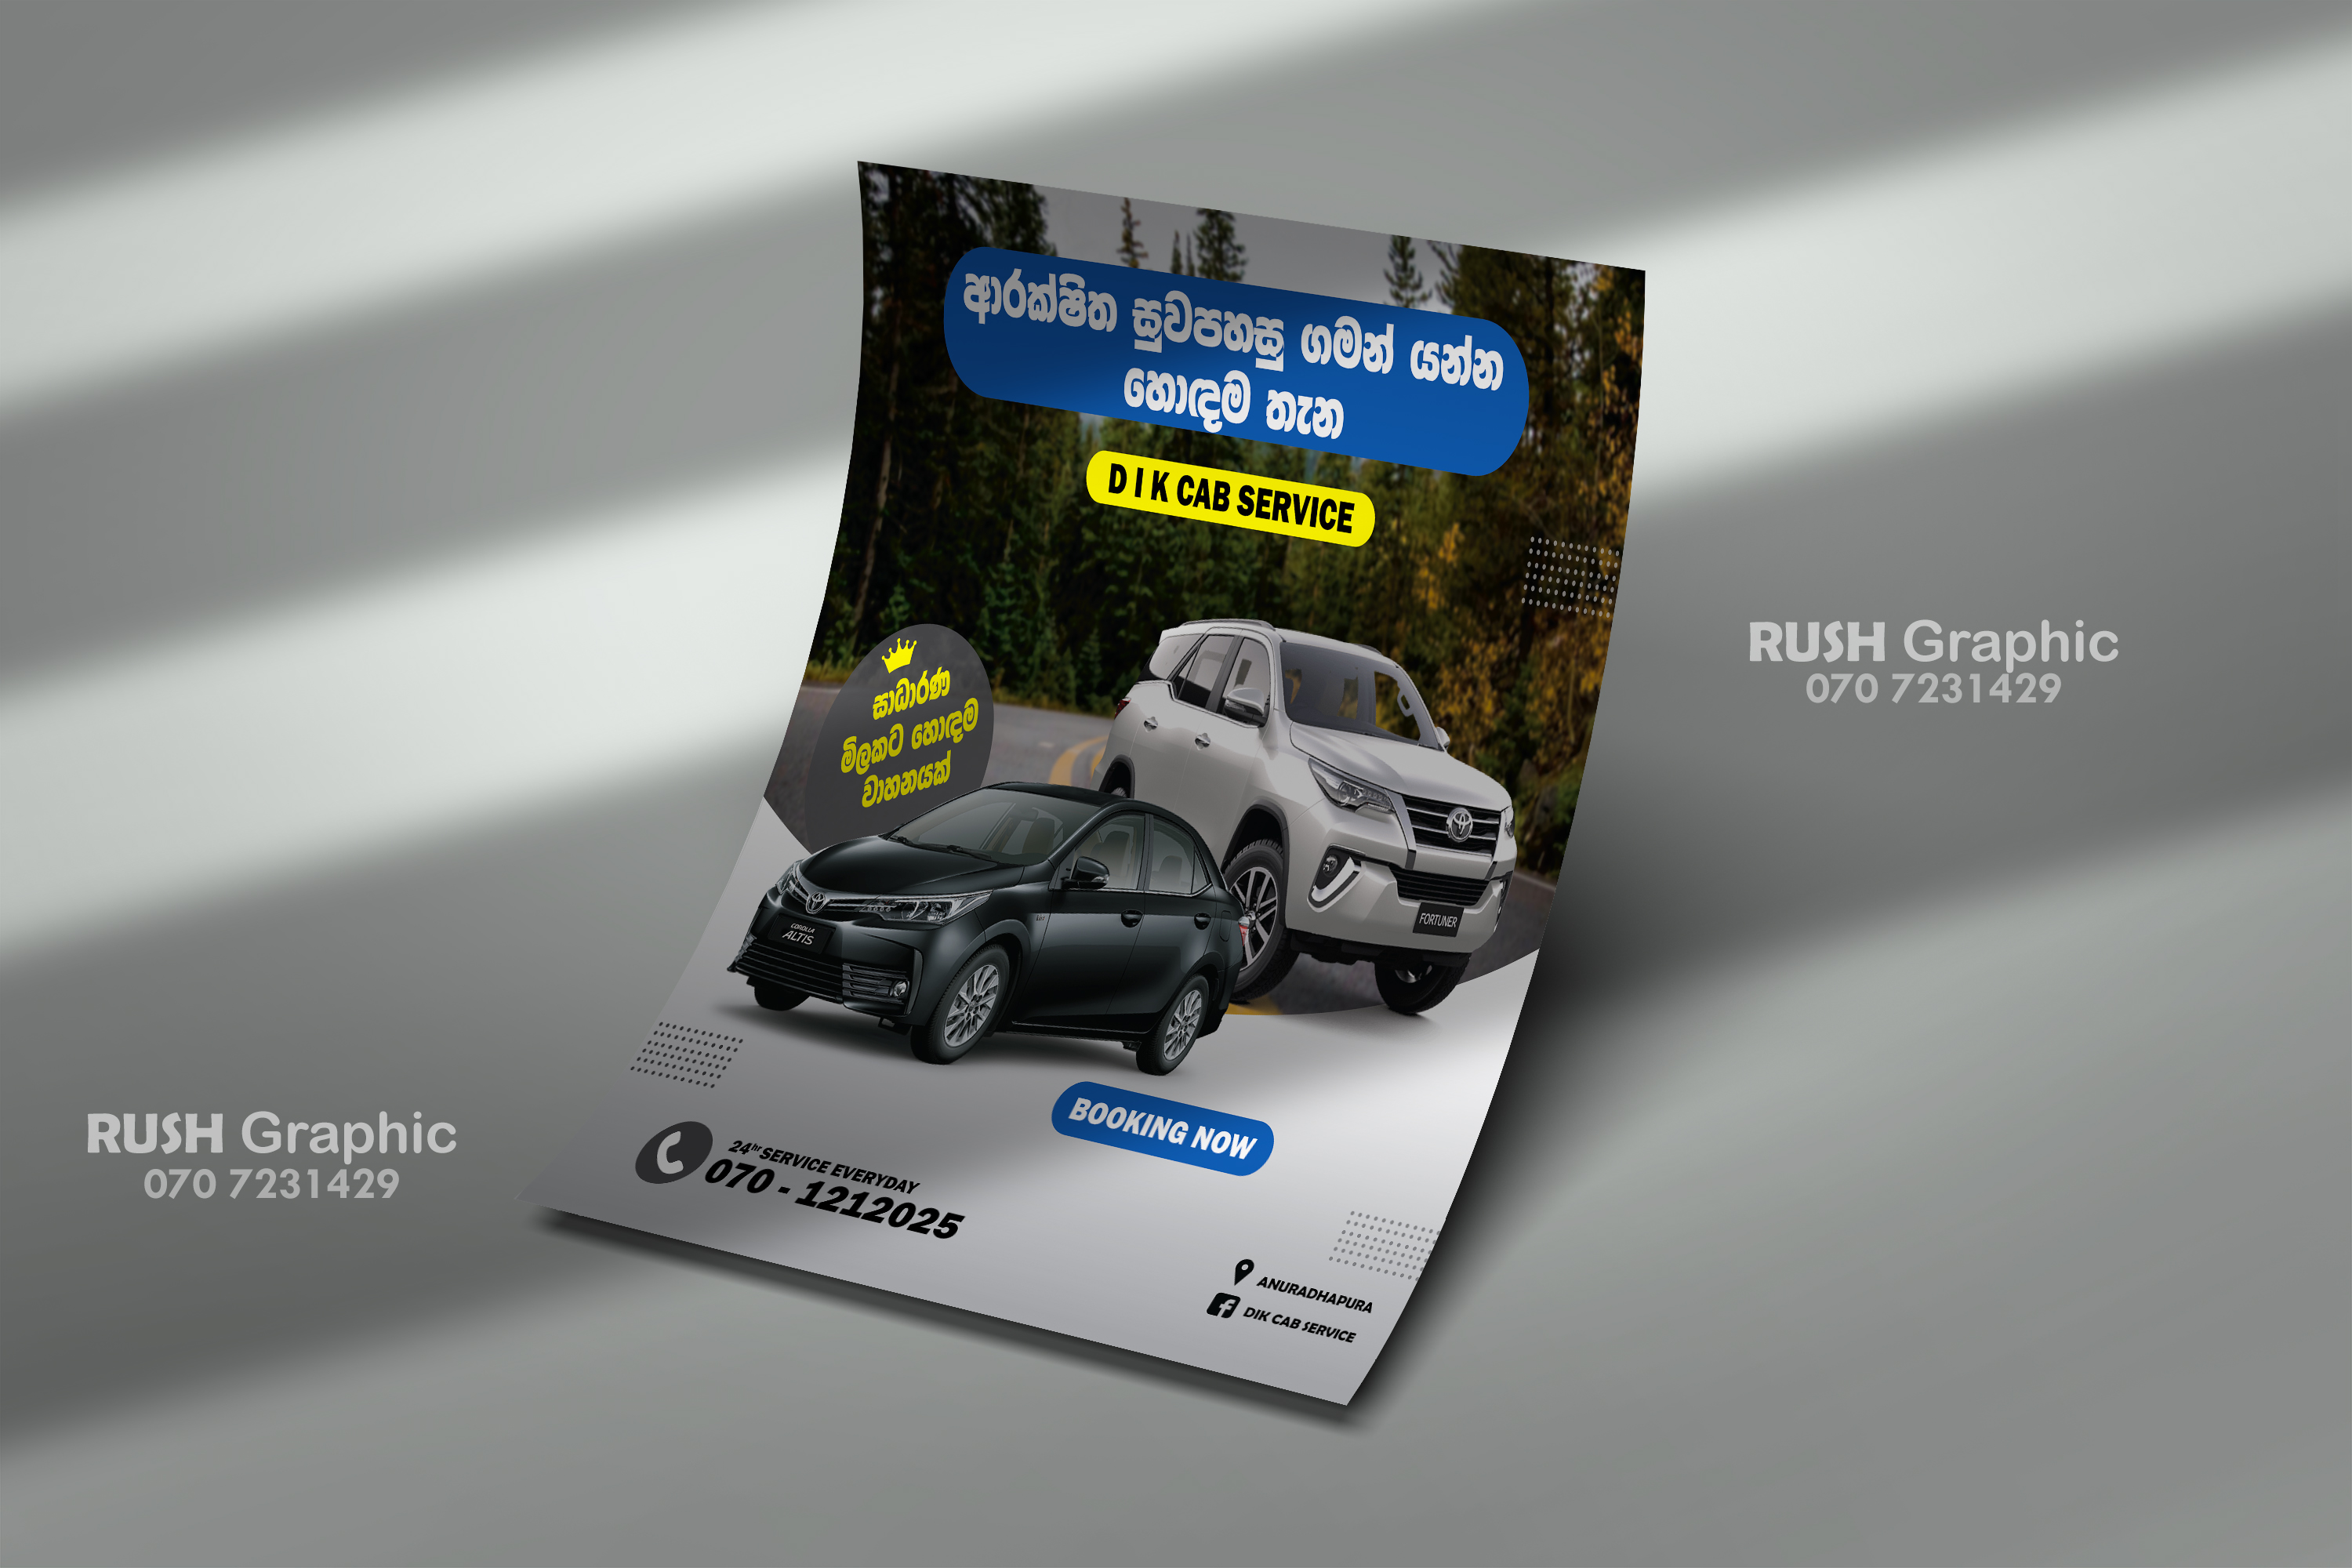 ආරක්ෂිත සුවපහසු ගමන් යන්න
හොඳම තැන
D I K CAB SERVICE
සාධාරණ
මිලකට හොඳම
වාහනයක්
FORTUNER
COROLLA
ALTIS
BOOKING NOW
24hr SERVICE EVERYDAY
070 - 1212025
ANURADHAPURA
DIK CAB SERVICE
RUSH Graphic
070 7231429
RUSH Graphic
070 7231429